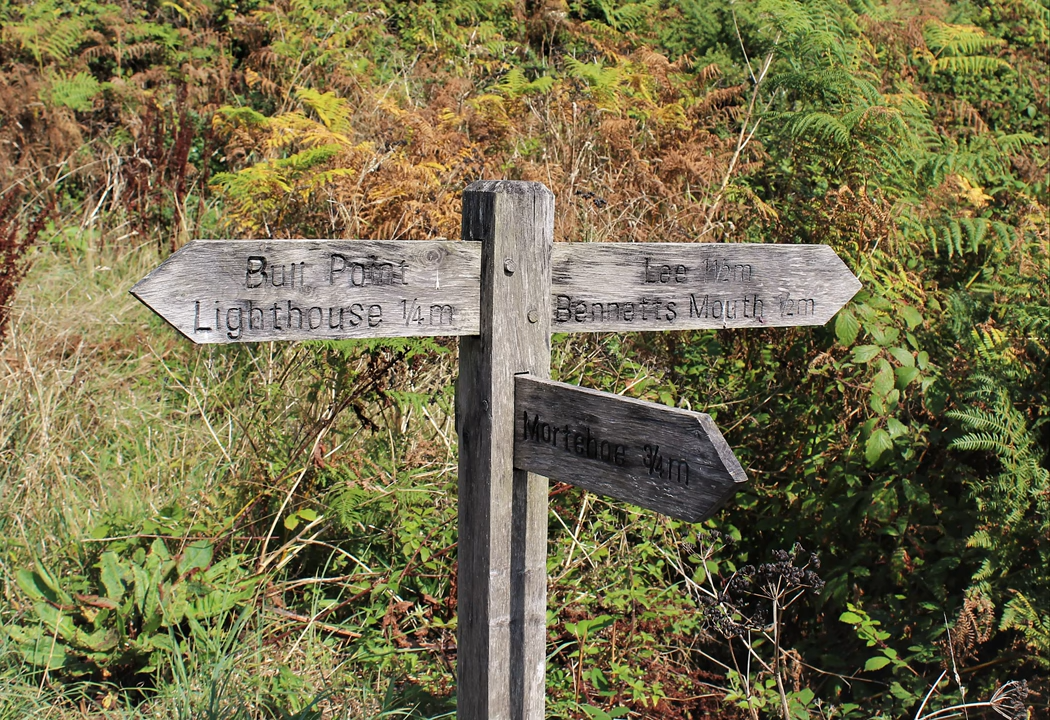 Bull Point
Lighthouse 1/4m
Lee 1 1/2m
Bennetts Mouth 1/2m
Mortehoe 3/4m